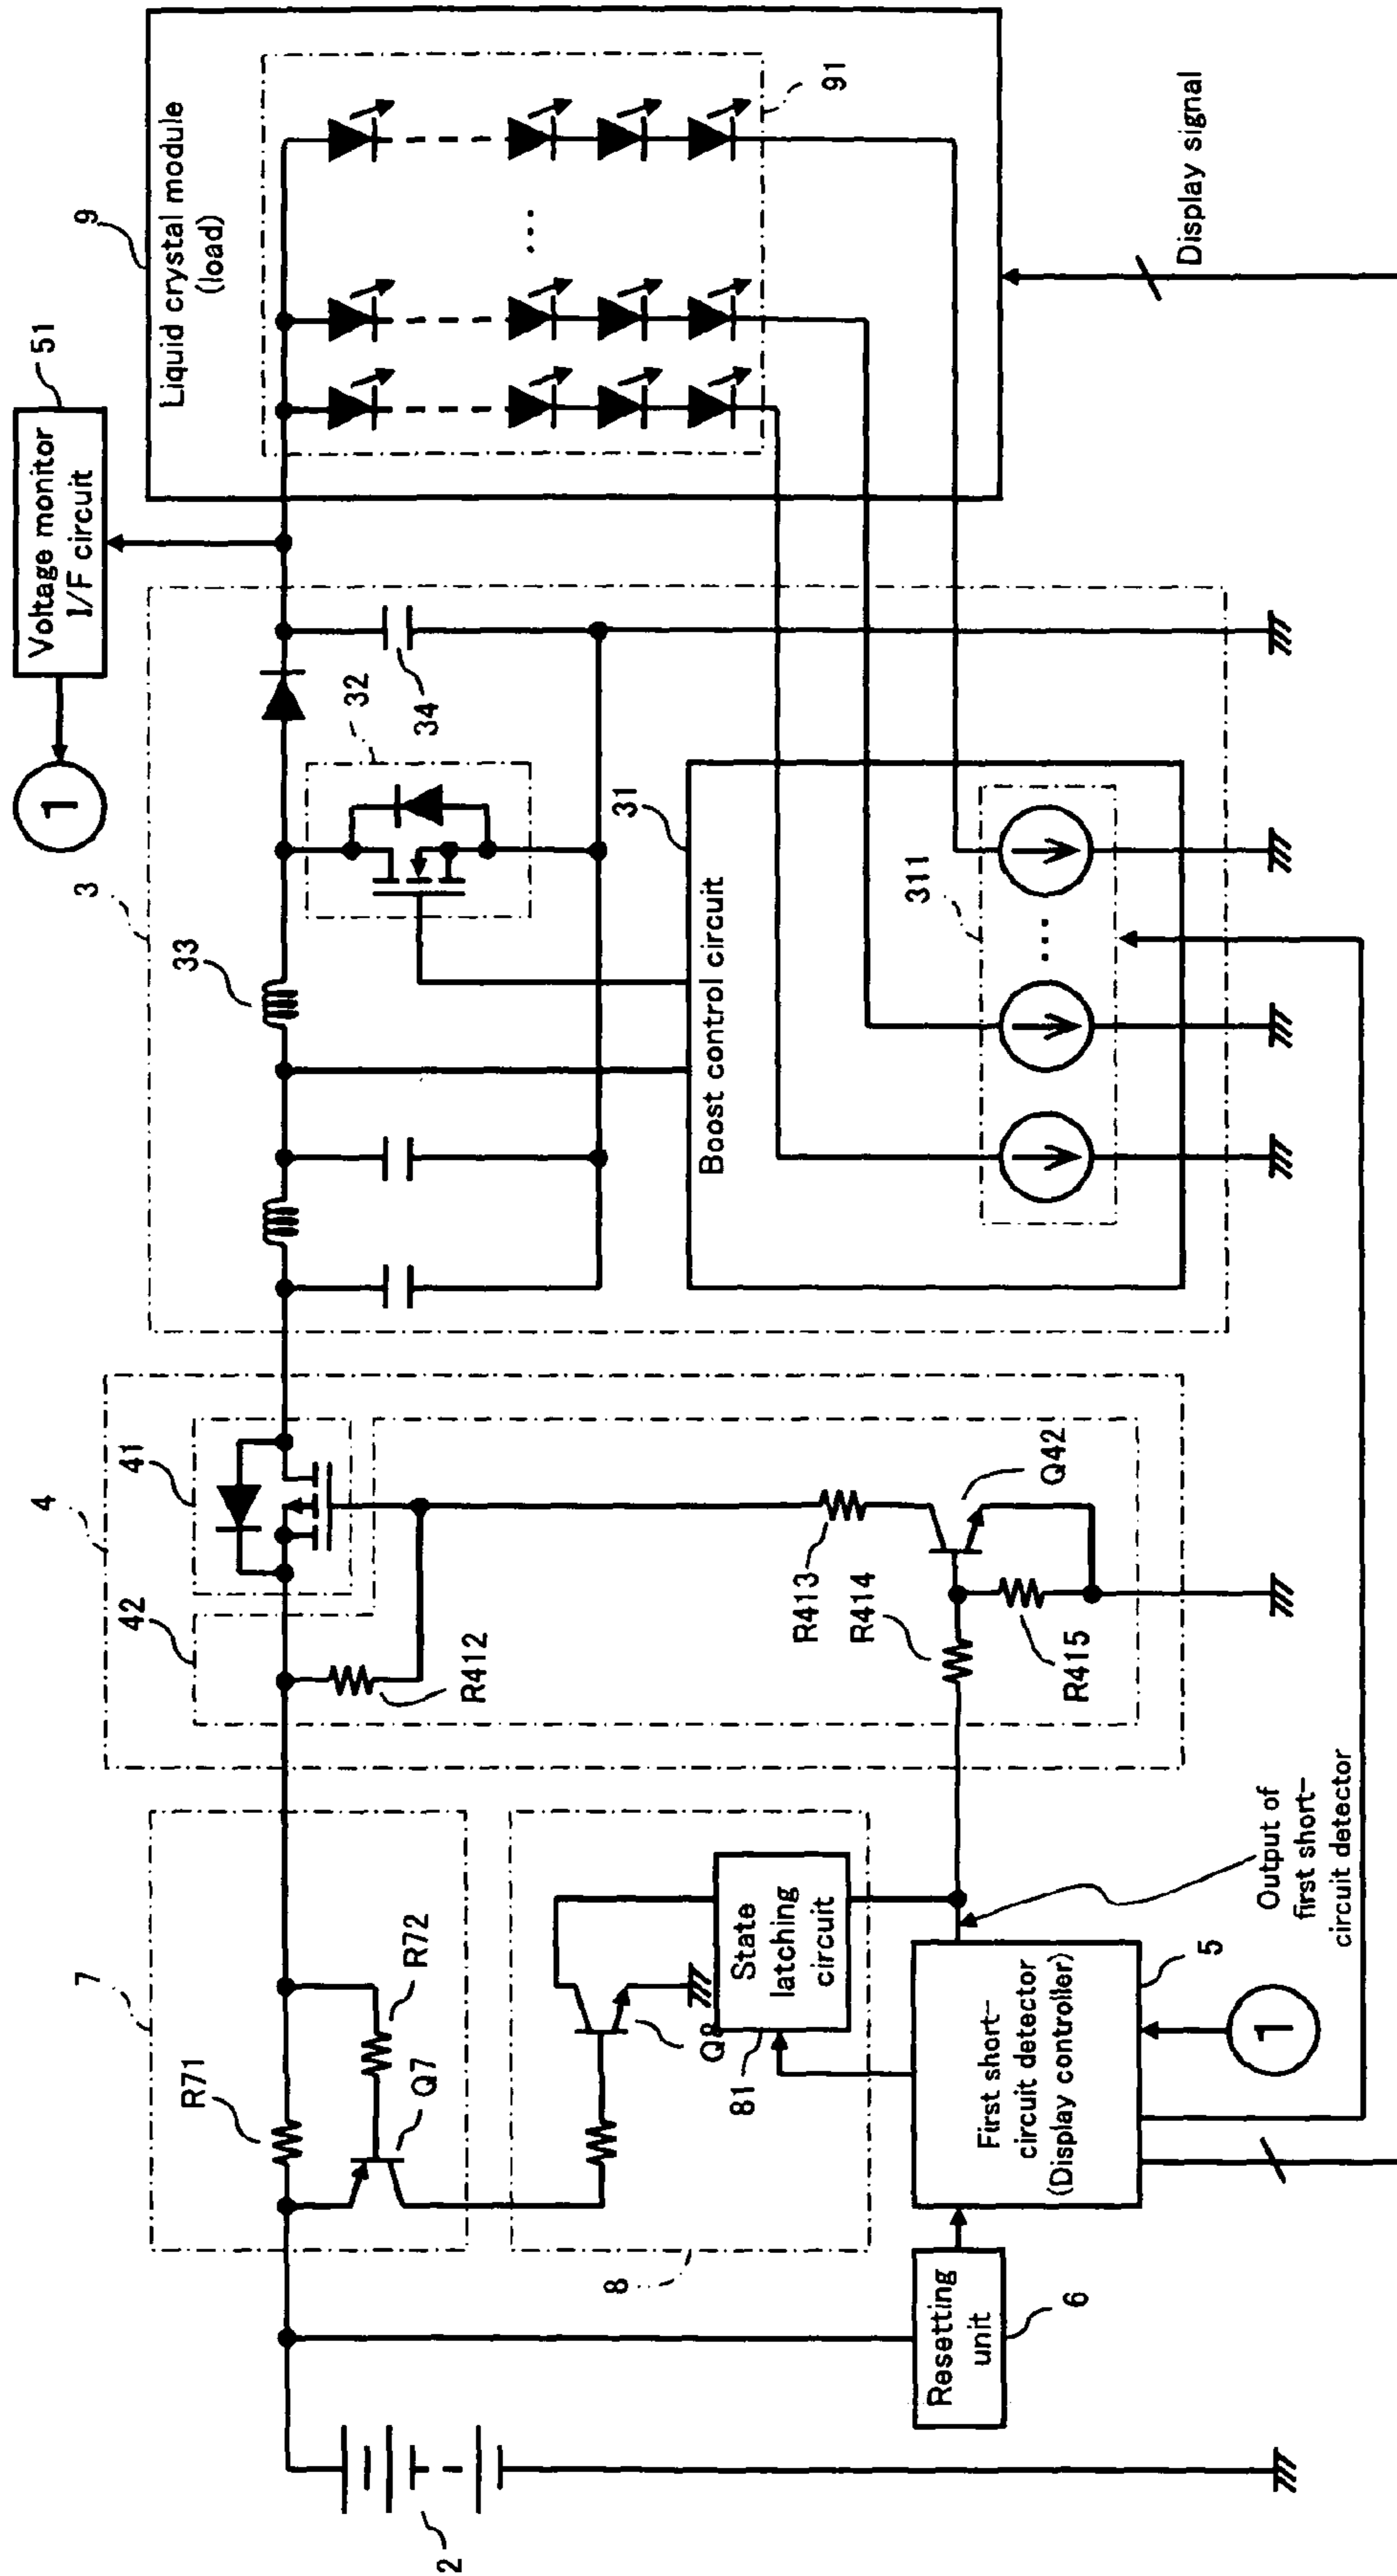 51
Voltage monitor
I/F circuit
1
9
Liquid crystal module
(load)
91
Display signal
3
33
32
34
31
Boost control circuit
311
4
41
42
R412
R413
R414
Q42
R415
7
R71
R72
Q7
8
Q8
State
latching
circuit
81
Output of
first short-
circuit detector
First short-
circuit detector
(Display controller)
5
1
Resetting
unit
6
2